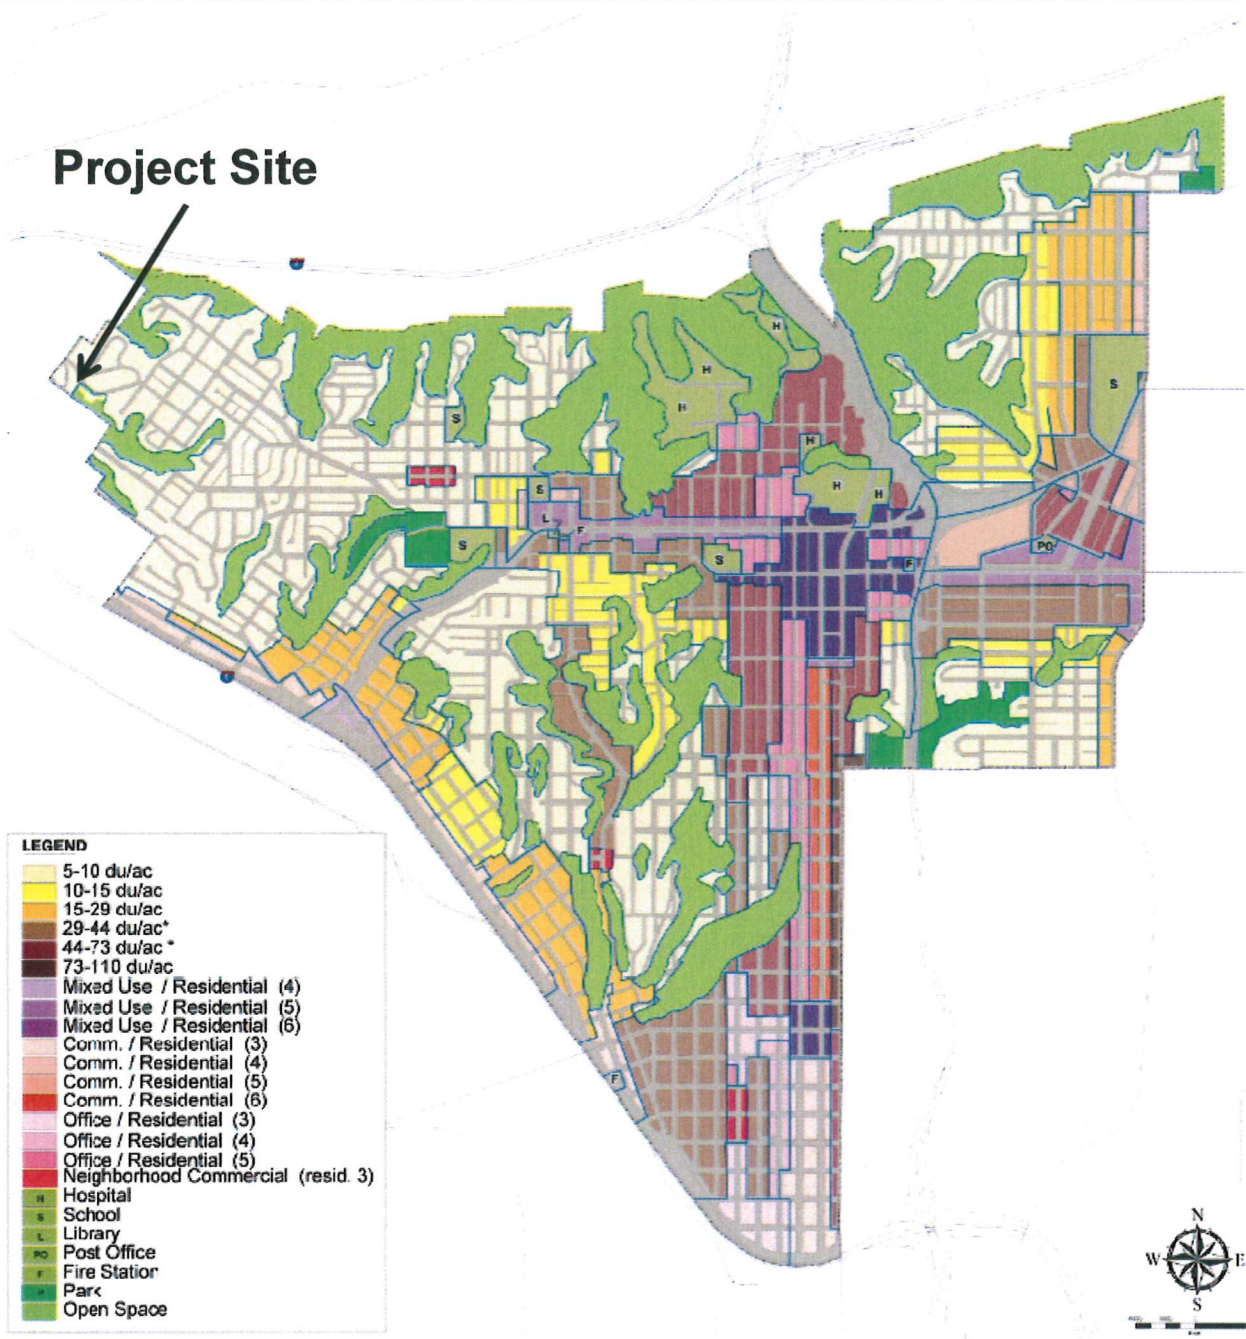 Project Site
H
H
H
S
S
H
S
H
H
L
F
S
S
PO
F
F
LEGEND
5-10 du/ac
10-15 du/ac
15-29 du/ac
29-44 du/ac*
44-73 du/ac *
73-110 du/ac
Mixed Use / Residential (4)
Mixed Use / Residential (5)
Mixed Use / Residential (6)
Comm. / Residential (3)
Comm. / Residential (4)
Comm. / Residential (5)
Comm. / Residential (6)
Office / Residential (3)
Office / Residential (4)
Office / Residential (5)
Neighborhood Commercial (resid. 3)
H Hospital
S School
L Library
PO Post Office
F Fire Station
P Park
Open Space
N
W E
S